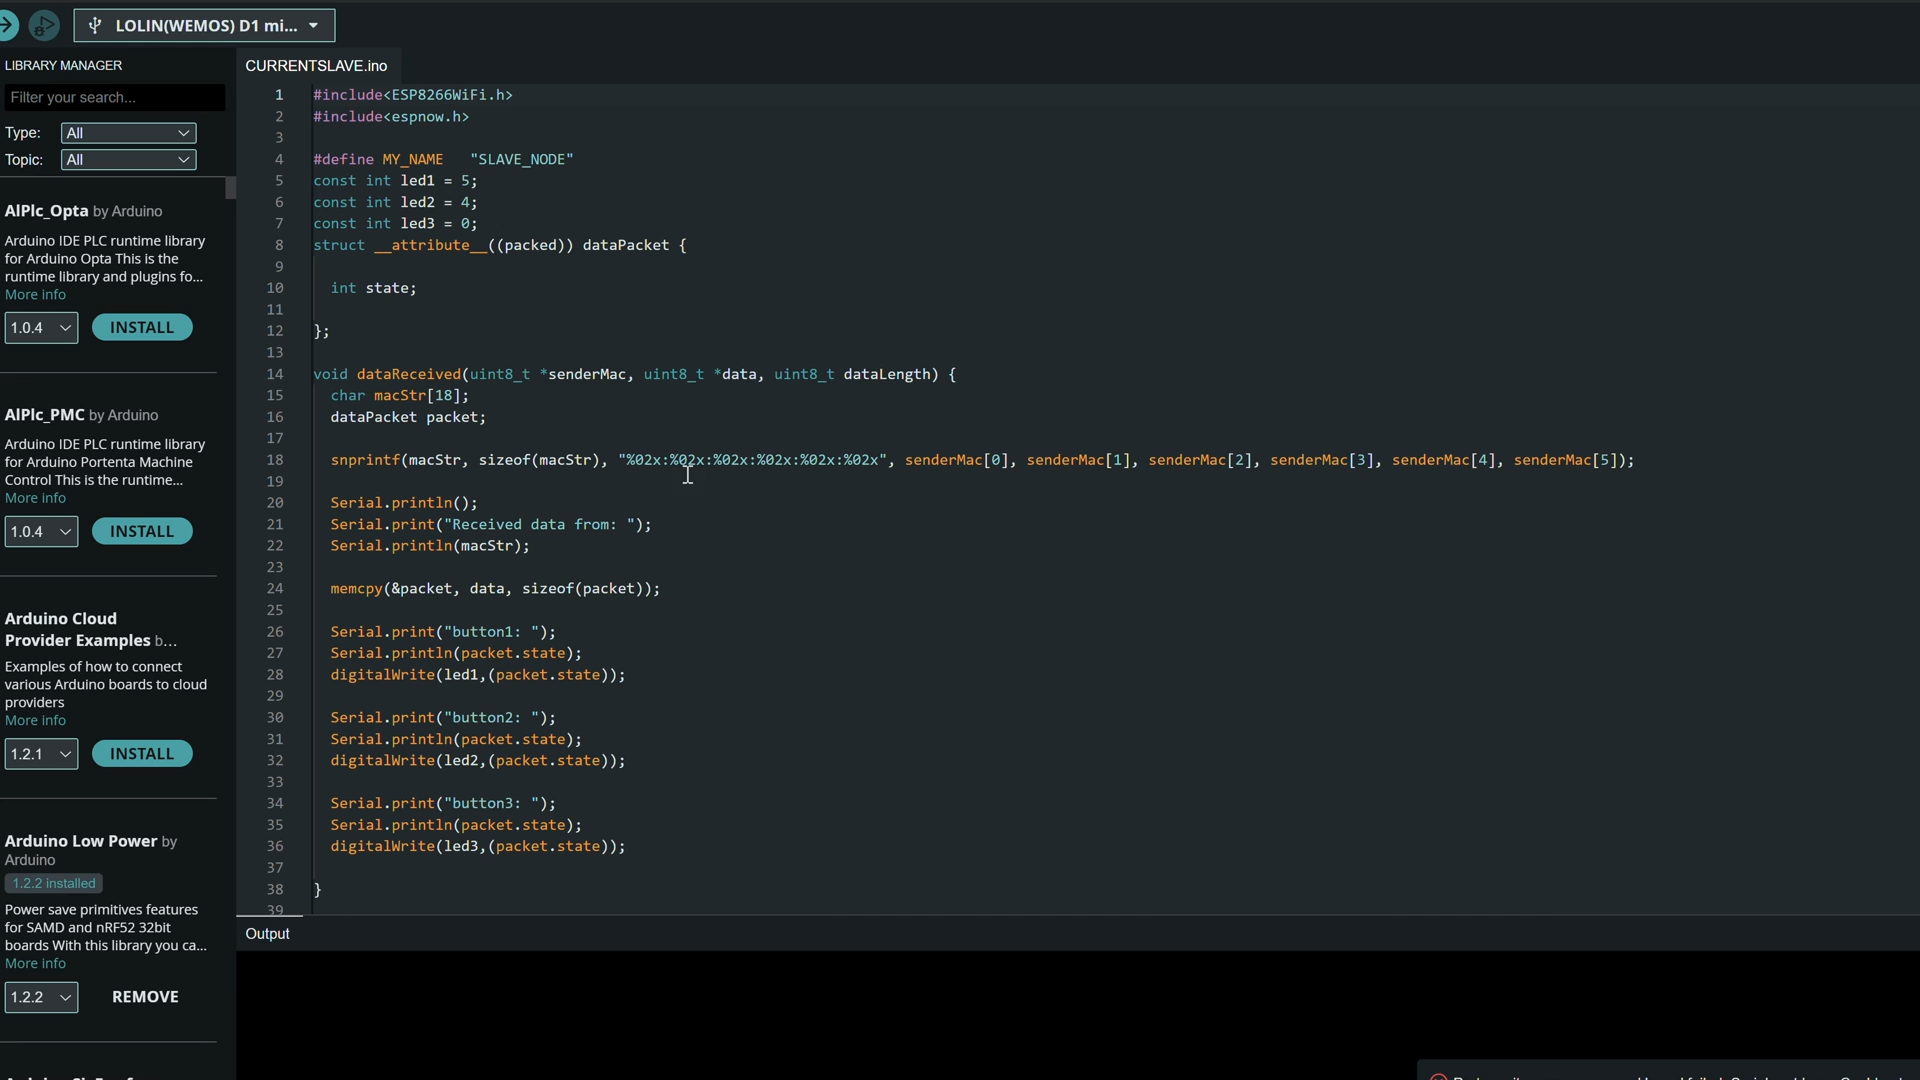 LOLIN(WEMOS) D1 mi...
LIBRARY MANAGER
Filter your search...
Type: All
Topic: All
AIPlc_Opta by Arduino
Arduino IDE PLC runtime library
for Arduino Opta This is the
runtime library and plugins fo...
More info
1.0.4 INSTALL
AIPlc_PMC by Arduino
Arduino IDE PLC runtime library
for Arduino Portenta Machine
Control This is the runtime...
More info
1.0.4 INSTALL
Arduino Cloud
Provider Examples b...
Examples of how to connect
various Arduino boards to cloud
providers
More info
1.2.1 INSTALL
Arduino Low Power by
Arduino
1.2.2 installed
Power save primitives features
for SAMD and nRF52 32bit
boards With this library you ca...
More info
1.2.2 REMOVE
CURRENTSLAVE.ino
1 #include<ESP8266WiFi.h>
2 #include<espnow.h>
3
4 #define MY_NAME "SLAVE_NODE"
5 const int led1 = 5;
6 const int led2 = 4;
7 const int led3 = 0;
8 struct __attribute__((packed)) dataPacket {
9
10 int state;
11
12 };
13
14 void dataReceived(uint8_t *senderMac, uint8_t *data, uint8_t dataLength) {
15 char macStr[18];
16 dataPacket packet;
17
18 snprintf(macStr, sizeof(macStr), "%02x:%02x:%02x:%02x:%02x:%02x", senderMac[0], senderMac[1], senderMac[2], senderMac[3], senderMac[4], senderMac[5]);
19
20 Serial.println();
21 Serial.print("Received data from: ");
22 Serial.println(macStr);
23
24 memcpy(&packet, data, sizeof(packet));
25
26 Serial.print("button1: ");
27 Serial.println(packet.state);
28 digitalWrite(led1,(packet.state));
29
30 Serial.print("button2: ");
31 Serial.println(packet.state);
32 digitalWrite(led2,(packet.state));
33
34 Serial.print("button3: ");
35 Serial.println(packet.state);
36 digitalWrite(led3,(packet.state));
37
38 }
39
Output